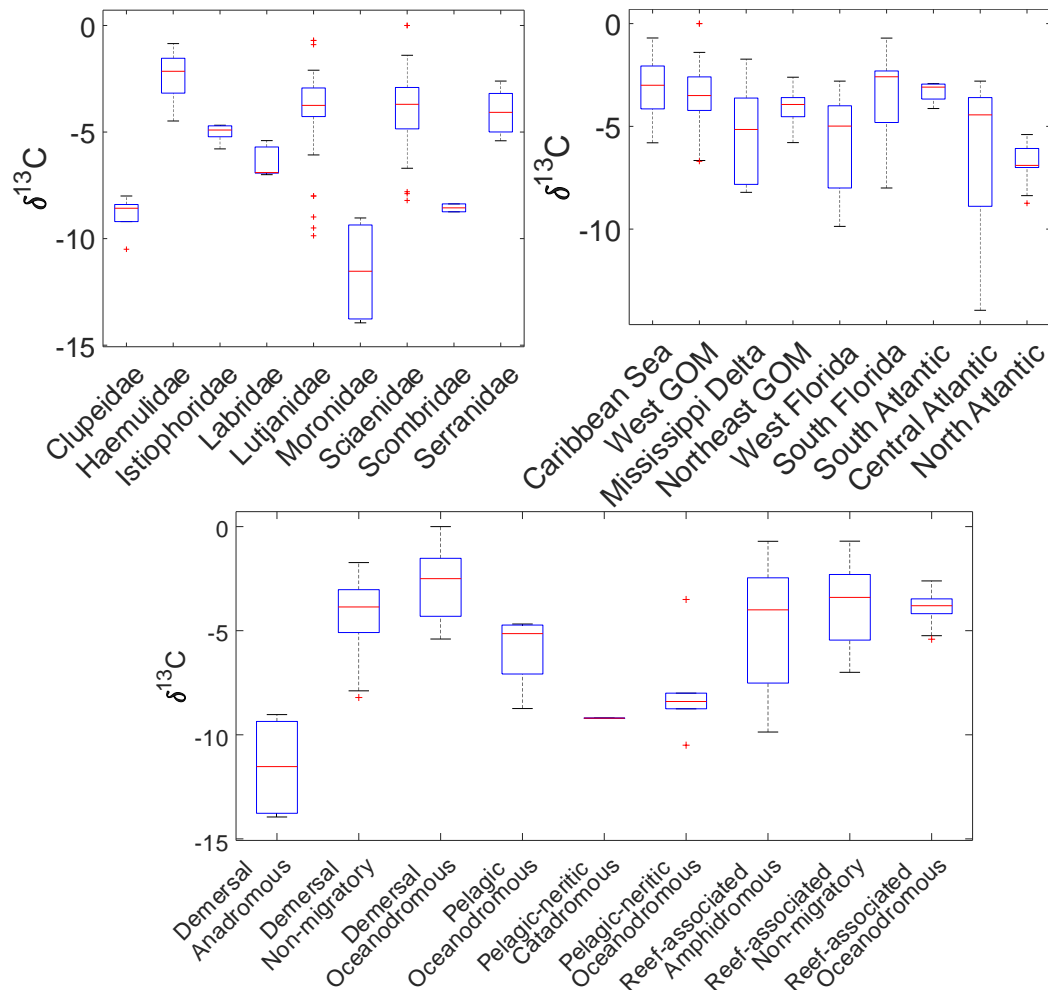 0
-5
-10
-15
δ13C
Clupeidae
Haemulidae
Istiophoridae
Labridae
Lutjanidae
Moronidae
Sciaenidae
Scombridae
Serranidae
0
-5
-10
δ13C
Caribbean Sea
West GOM
Mississippi Delta
Northeast GOM
West Florida
South Florida
South Atlantic
Central Atlantic
North Atlantic
0
-5
-10
-15
δ13C
Demersal
Anadromous
Demersal
Non-migratory
Demersal
Oceanodromous
Pelagic
Oceanodromous
Pelagic-neritic
Catadromous
Pelagic-neritic
Oceanodromous
Reef-associated
Amphidromous
Reef-associated
Non-migratory
Reef-associated
Oceanodromous